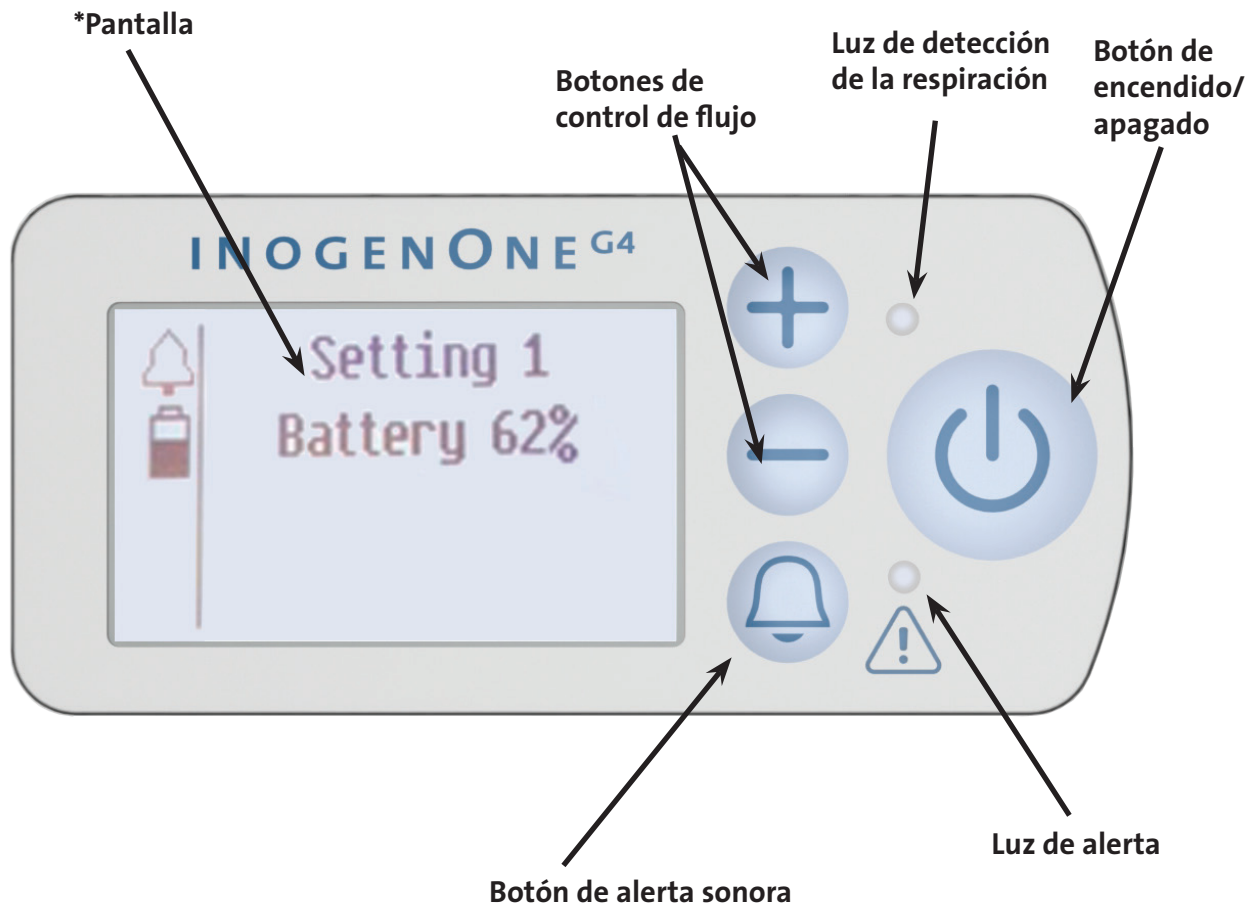 *Pantalla
Botones de
control de flujo
Luz de detección
de la respiración
Botón de
encendido/
apagado
INOGENONE G4
Setting 1
Battery 62%
Luz de alerta
Botón de alerta sonora